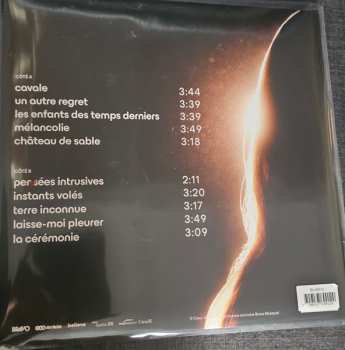 côté a
cavale 3:44
un autre regret 3:39
les enfants des temps derniers 3:39
mélancolie 3:49
château de sable 3:18
pensées intrusives 2:11
instants volés 3:20
terre inconnue 3:17
laisse-moi pleurer 3:49
la cérémonie 3:09